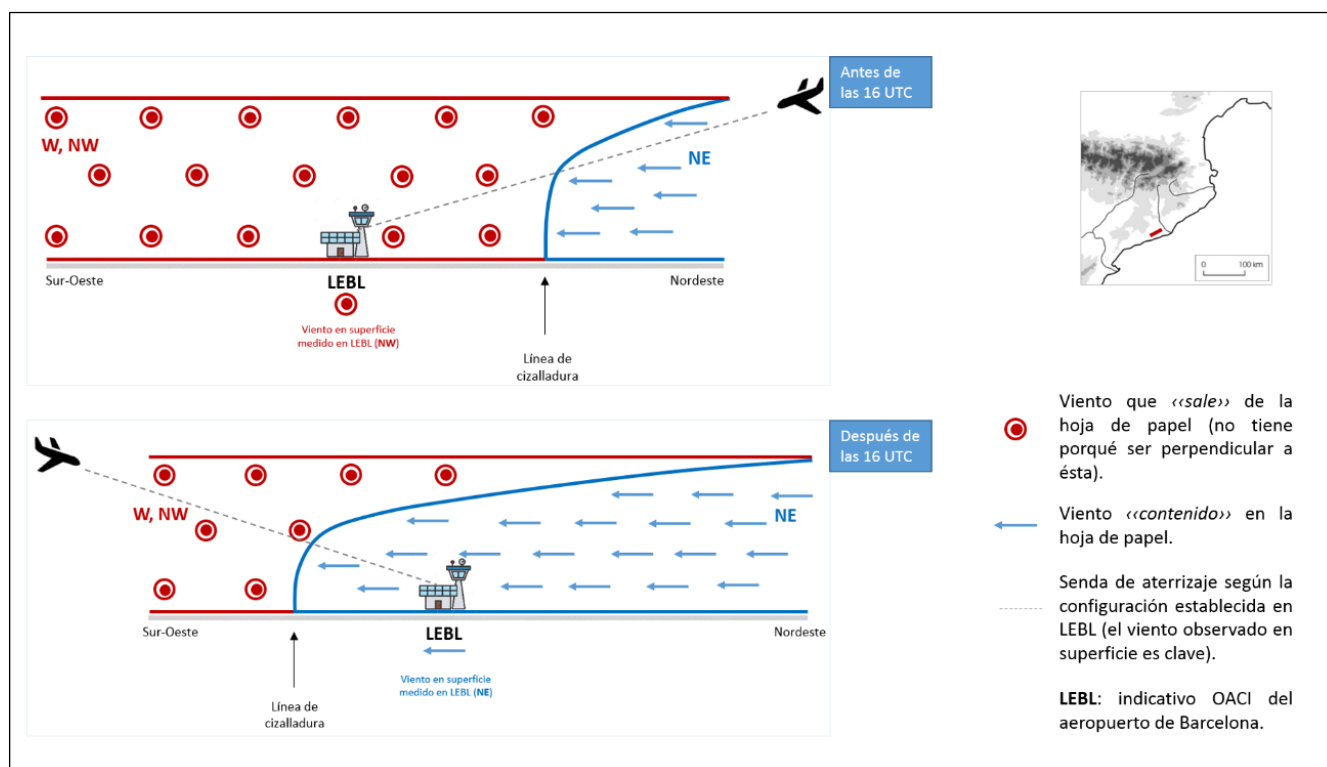 Antes de
las 16 UTC
W, NW
NE
Sur-Oeste
LEBL
Nordeste
Viento en superficie
medido en LEBL (NW)
Línea de
cizalladura
0 100 km
Después de
las 16 UTC
W, NW
NE
Sur-Oeste
LEBL
Nordeste
Viento en superficie
medido en LEBL (NE)
Línea de
cizalladura
Viento que ‹‹sale›› de la
hoja de papel (no tiene
porqué ser perpendicular a
ésta).
Viento ‹‹contenido›› en la
hoja de papel.
Senda de aterrizaje según la
configuración establecida en
LEBL (el viento observado en
superficie es clave).
LEBL: indicativo OACI del
aeropuerto de Barcelona.